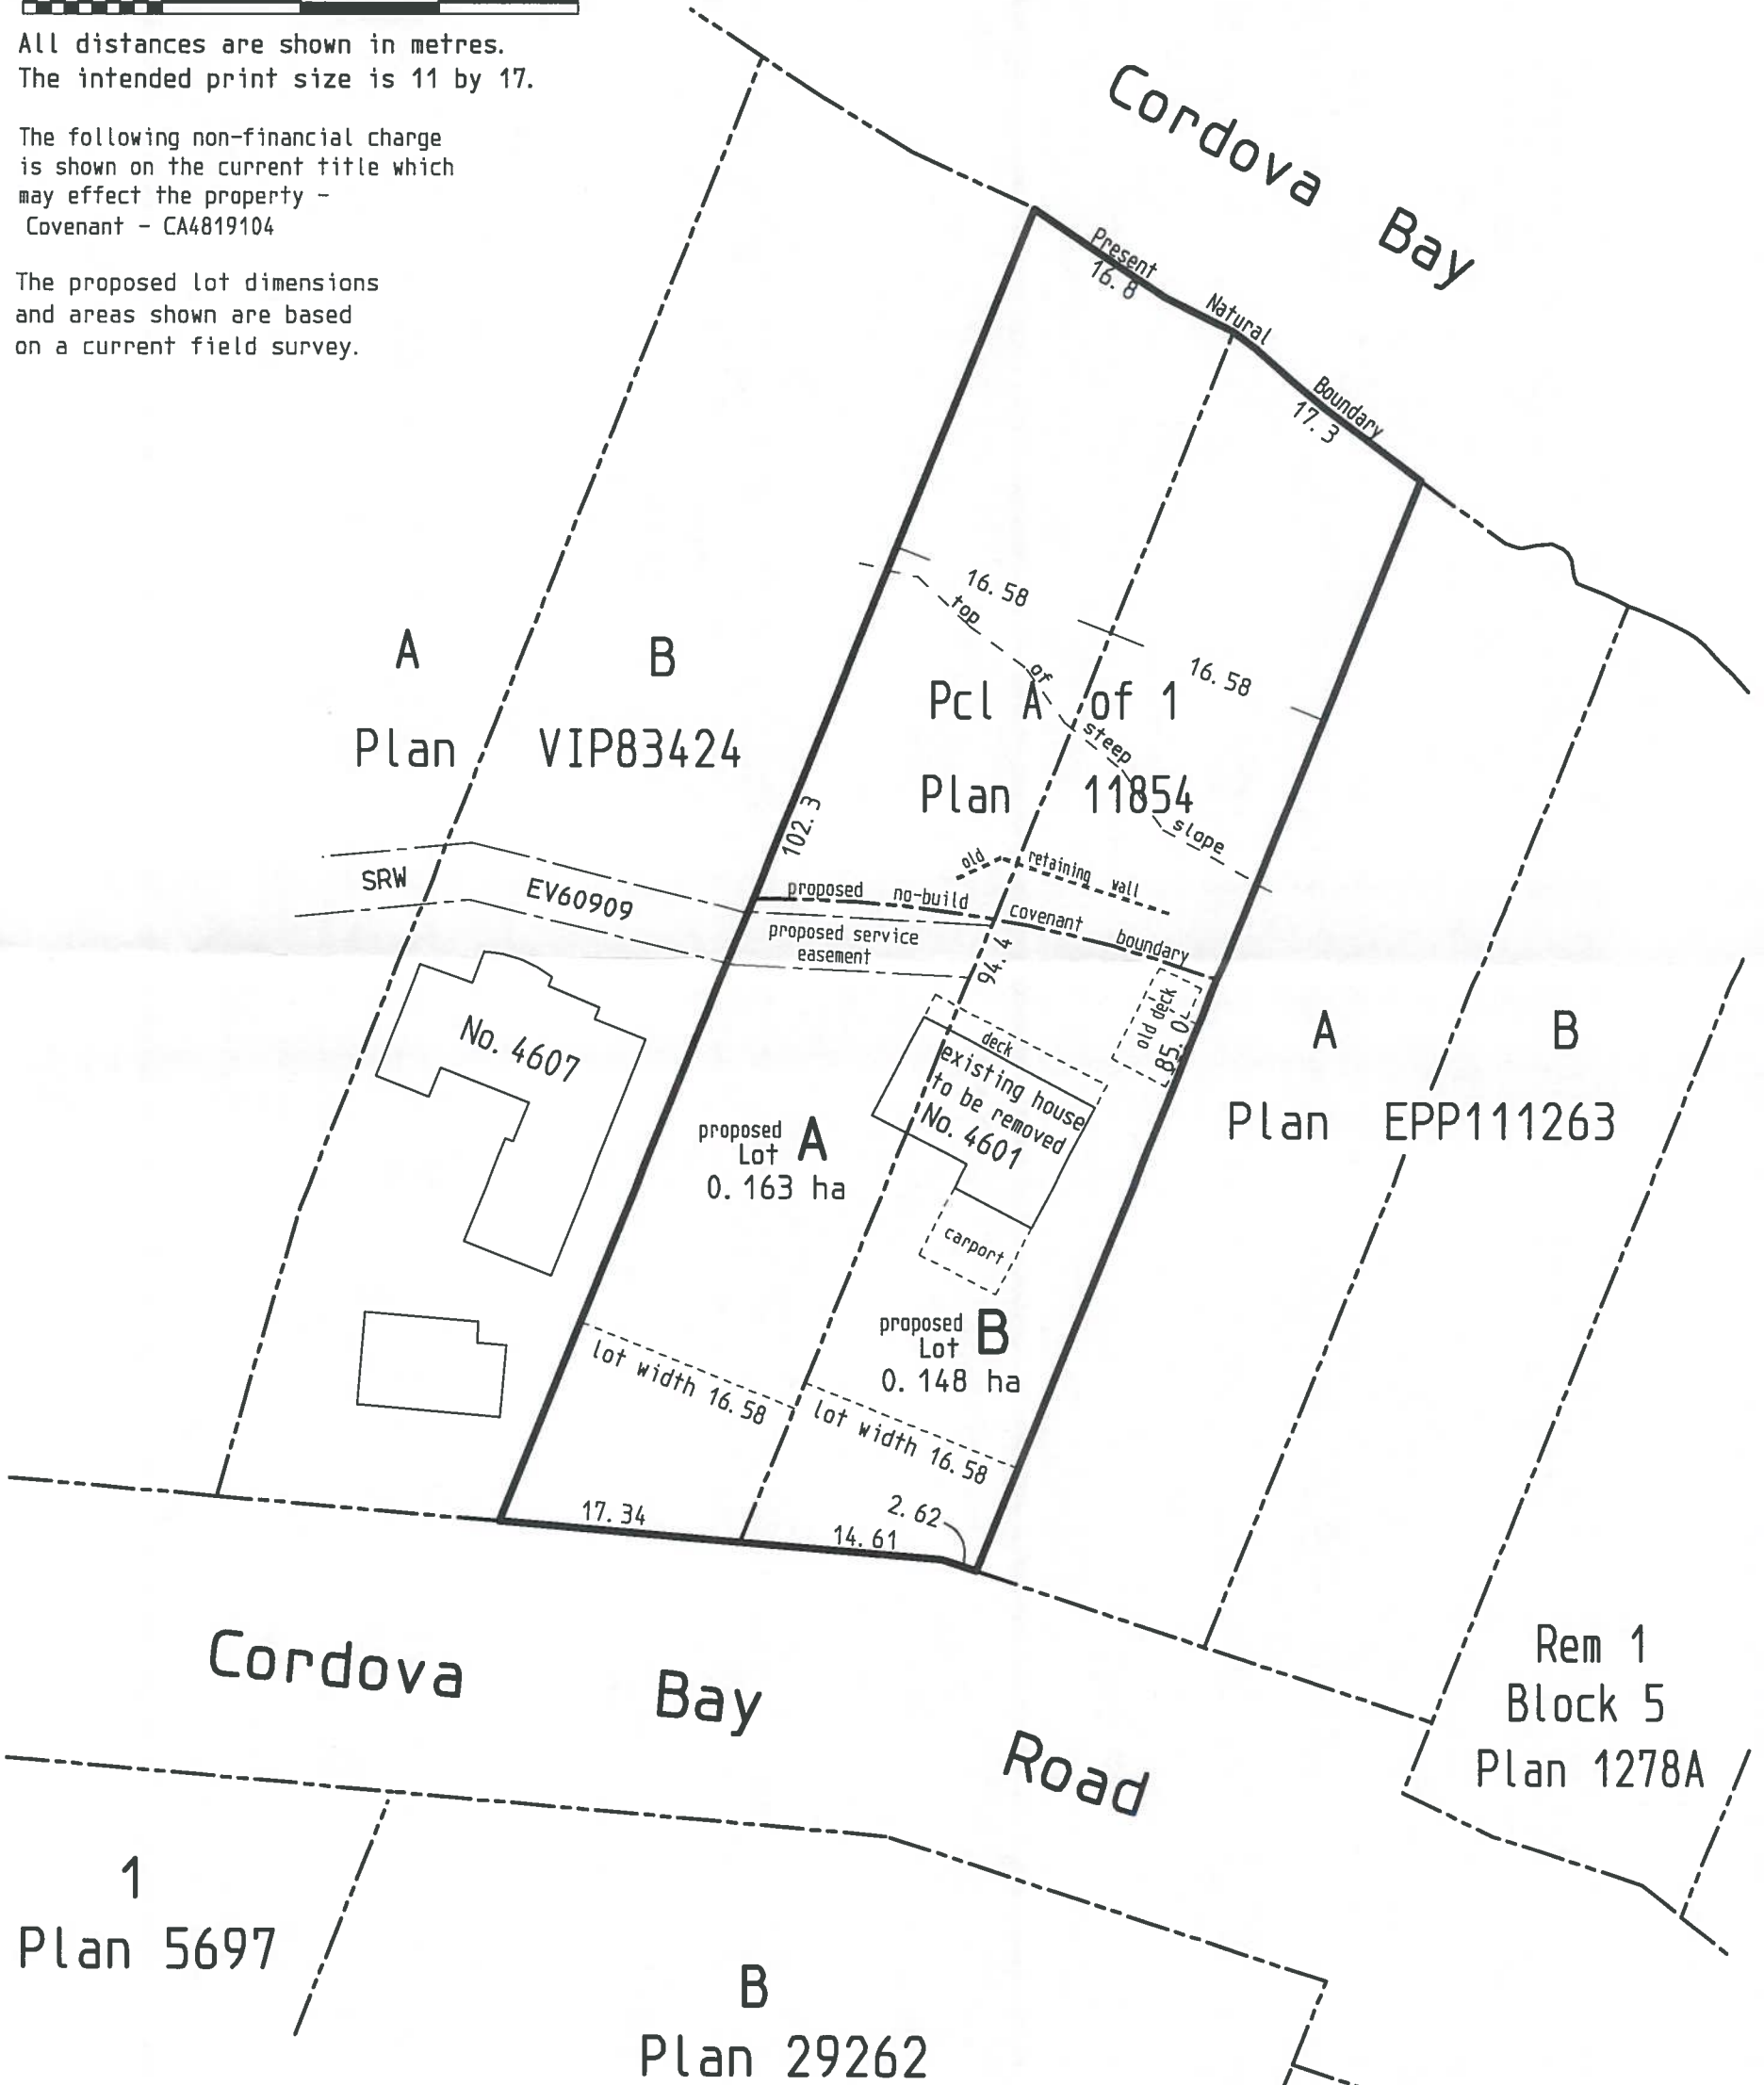 All distances are shown in metres.
The intended print size is 11 by 17.
The following non-financial charge
is shown on the current title which
may effect the property -
Covenant - CA4819104
The proposed lot dimensions
and areas shown are based
on a current field survey.
Cordova Bay
Present Natural Boundary
16.8
17.3
16.58
16.58
top of steep slope
A
B
Plan VIP83424
Pcl A of 1
Plan 11854
102.3
old retaining wall
SRW EV60909
proposed no-build covenant boundary
proposed service
easement
94.4
old deck
85.0
No. 4607
deck
existing house
to be removed
No. 4601
carport
A
B
Plan EPP111263
proposed
Lot A
0.163 ha
proposed
Lot B
0.148 ha
lot width 16.58
lot width 16.58
17.34
14.61
2.62
Cordova Bay Road
Rem 1
Block 5
Plan 1278A
1
Plan 5697
B
Plan 29262